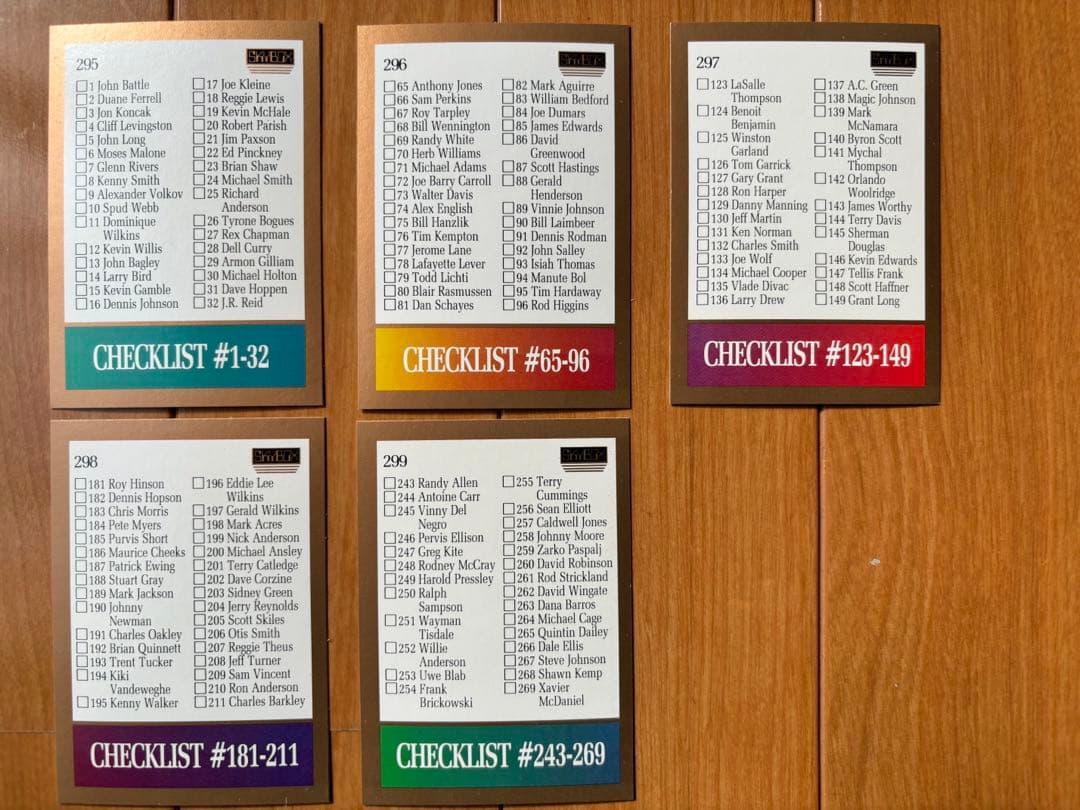 295
SKYBOX
1 John Battle
2 Duane Ferrell
3 Jon Koncak
4 Cliff Levingston
5 John Long
6 Moses Malone
7 Glenn Rivers
8 Kenny Smith
9 Alexander Volkov
10 Spud Webb
11 Dominique
Wilkins
12 Kevin Willis
13 John Bagley
14 Larry Bird
15 Kevin Gamble
16 Dennis Johnson
17 Joe Kleine
18 Reggie Lewis
19 Kevin McHale
20 Robert Parish
21 Jim Paxson
22 Ed Pinckney
23 Brian Shaw
24 Michael Smith
25 Richard
Anderson
26 Tyrone Bogues
27 Rex Chapman
28 Dell Curry
29 Armon Gilliam
30 Michael Holton
31 Dave Hoppen
32 J.R. Reid
CHECKLIST #1-32
296
SKYBOX
65 Anthony Jones
66 Sam Perkins
67 Roy Tarpley
68 Bill Wennington
69 Randy White
70 Herb Williams
71 Michael Adams
72 Joe Barry Carroll
73 Walter Davis
74 Alex English
75 Bill Hanzlik
76 Tim Kempton
77 Jerome Lane
78 Lafayette Lever
79 Todd Lichti
80 Blair Rasmussen
81 Dan Schayes
82 Mark Aguirre
83 William Bedford
84 Joe Dumars
85 James Edwards
86 David
Greenwood
87 Scott Hastings
88 Gerald
Henderson
89 Vinnie Johnson
90 Bill Laimbeer
91 Dennis Rodman
92 John Salley
93 Isiah Thomas
94 Manute Bol
95 Tim Hardaway
96 Rod Higgins
CHECKLIST #65-96
297
SKYBOX
123 LaSalle
Thompson
124 Benoit
Benjamin
125 Winston
Garland
126 Tom Garrick
127 Gary Grant
128 Ron Harper
129 Danny Manning
130 Jeff Martin
131 Ken Norman
132 Charles Smith
133 Joe Wolf
134 Michael Cooper
135 Vlade Divac
136 Larry Drew
137 A.C. Green
138 Magic Johnson
139 Mark
McNamara
140 Byron Scott
141 Mychal
Thompson
142 Orlando
Woolridge
143 James Worthy
144 Terry Davis
145 Sherman
Douglas
146 Kevin Edwards
147 Tellis Frank
148 Scott Haffner
149 Grant Long
CHECKLIST #123-149
298
SKYBOX
181 Roy Hinson
182 Dennis Hopson
183 Chris Morris
184 Pete Myers
185 Purvis Short
186 Maurice Cheeks
187 Patrick Ewing
188 Stuart Gray
189 Mark Jackson
190 Johnny
Newman
191 Charles Oakley
192 Brian Quinnett
193 Trent Tucker
194 Kiki
Vandeweghe
195 Kenny Walker
196 Eddie Lee
Wilkins
197 Gerald Wilkins
198 Mark Acres
199 Nick Anderson
200 Michael Ansley
201 Terry Catledge
202 Dave Corzine
203 Sidney Green
204 Jerry Reynolds
205 Scott Skiles
206 Otis Smith
207 Reggie Theus
208 Jeff Turner
209 Sam Vincent
210 Ron Anderson
211 Charles Barkley
CHECKLIST #181-211
299
SKYBOX
243 Randy Allen
244 Antoine Carr
245 Vinny Del
Negro
246 Pervis Ellison
247 Greg Kite
248 Rodney McCray
249 Harold Pressley
250 Ralph
Sampson
251 Wayman
Tisdale
252 Willie
Anderson
253 Uwe Blab
254 Frank
Brickowski
255 Terry
Cummings
256 Sean Elliott
257 Caldwell Jones
258 Johnny Moore
259 Zarko Paspalj
260 David Robinson
261 Rod Strickland
262 David Wingate
263 Dana Barros
264 Michael Cage
265 Quintin Dailey
266 Dale Ellis
267 Steve Johnson
268 Shawn Kemp
269 Xavier
McDaniel
CHECKLIST #243-269